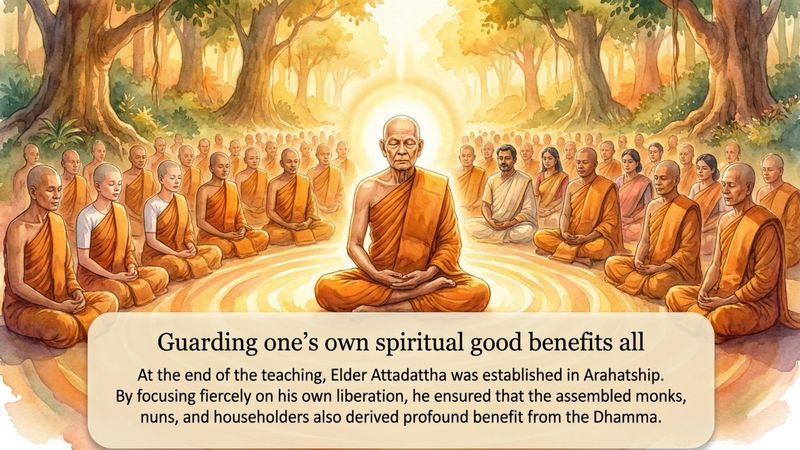 Guarding one’s own spiritual good benefits all
At the end of the teaching, Elder Attadattha was established in Arahatship.
By focusing fiercely on his own liberation, he ensured that the assembled monks,
nuns, and householders also derived profound benefit from the Dhamma.